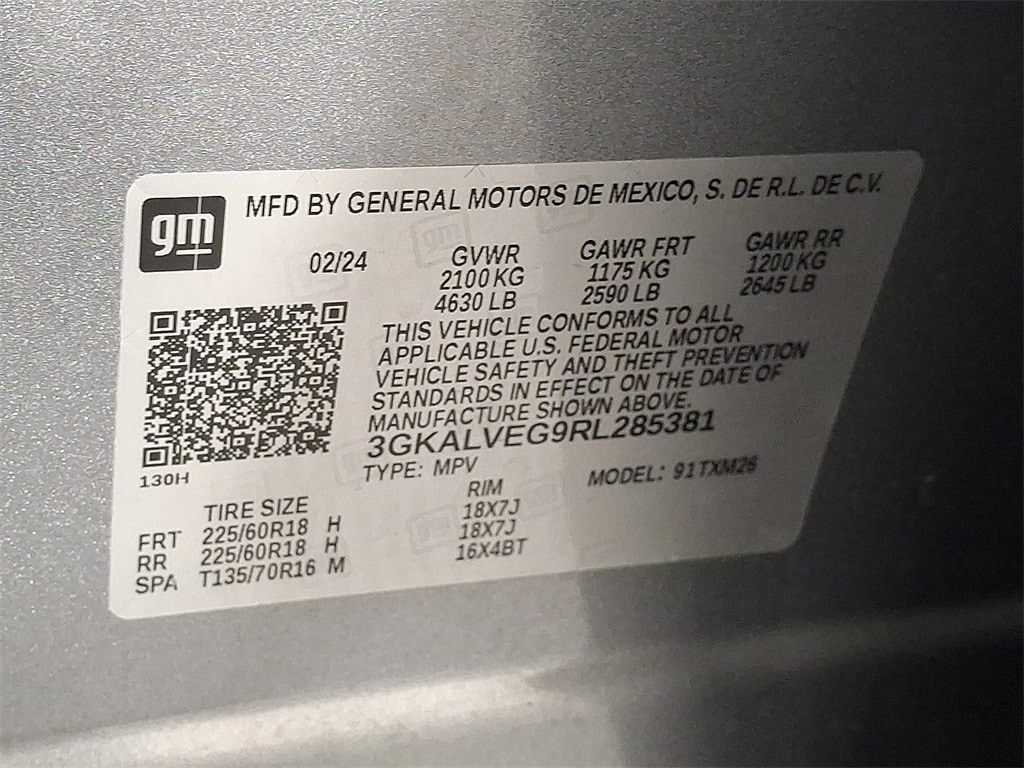 gm
MFD BY GENERAL MOTORS DE MEXICO, S. DE R.L. DE C.V.
02/24 GVWR GAWR FRT GAWR RR
2100 KG 1175 KG 1200 KG
4630 LB 2590 LB 2645 LB
THIS VEHICLE CONFORMS TO ALL
APPLICABLE U.S. FEDERAL MOTOR
VEHICLE SAFETY AND THEFT PREVENTION
STANDARDS IN EFFECT ON THE DATE OF
MANUFACTURE SHOWN ABOVE.
3GKALVEG9RL285381
130H
TYPE: MPV MODEL: 91TXM26
TIRE SIZE RIM
FRT 225/60R18 H 18X7J
RR 225/60R18 H 18X7J
SPA T135/70R16 M 16X4BT